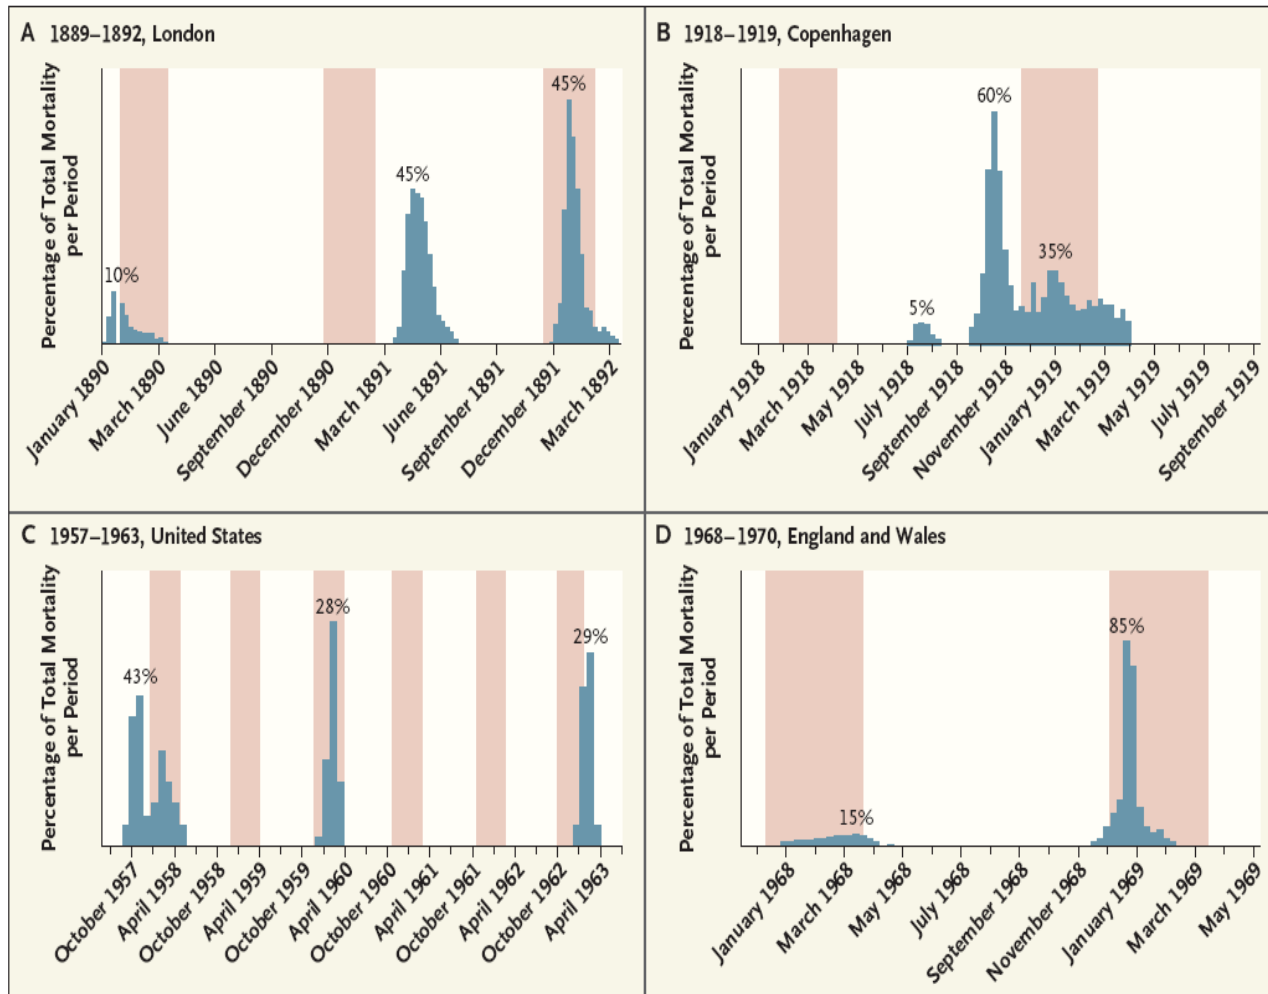 A 1889–1892, London
Percentage of Total Mortality
per Period
10%
45%
45%
January 1890
March 1890
June 1890
September 1890
December 1890
March 1891
June 1891
September 1891
December 1891
March 1892
B 1918–1919, Copenhagen
Percentage of Total Mortality
per Period
5%
60%
35%
January 1918
March 1918
May 1918
July 1918
September 1918
November 1918
January 1919
March 1919
May 1919
July 1919
September 1919
C 1957–1963, United States
Percentage of Total Mortality
per Period
43%
28%
29%
October 1957
April 1958
October 1958
April 1959
October 1959
April 1960
October 1960
April 1961
October 1961
April 1962
October 1962
April 1963
D 1968–1970, England and Wales
Percentage of Total Mortality
per Period
15%
85%
January 1968
March 1968
May 1968
July 1968
September 1968
November 1968
January 1969
March 1969
May 1969